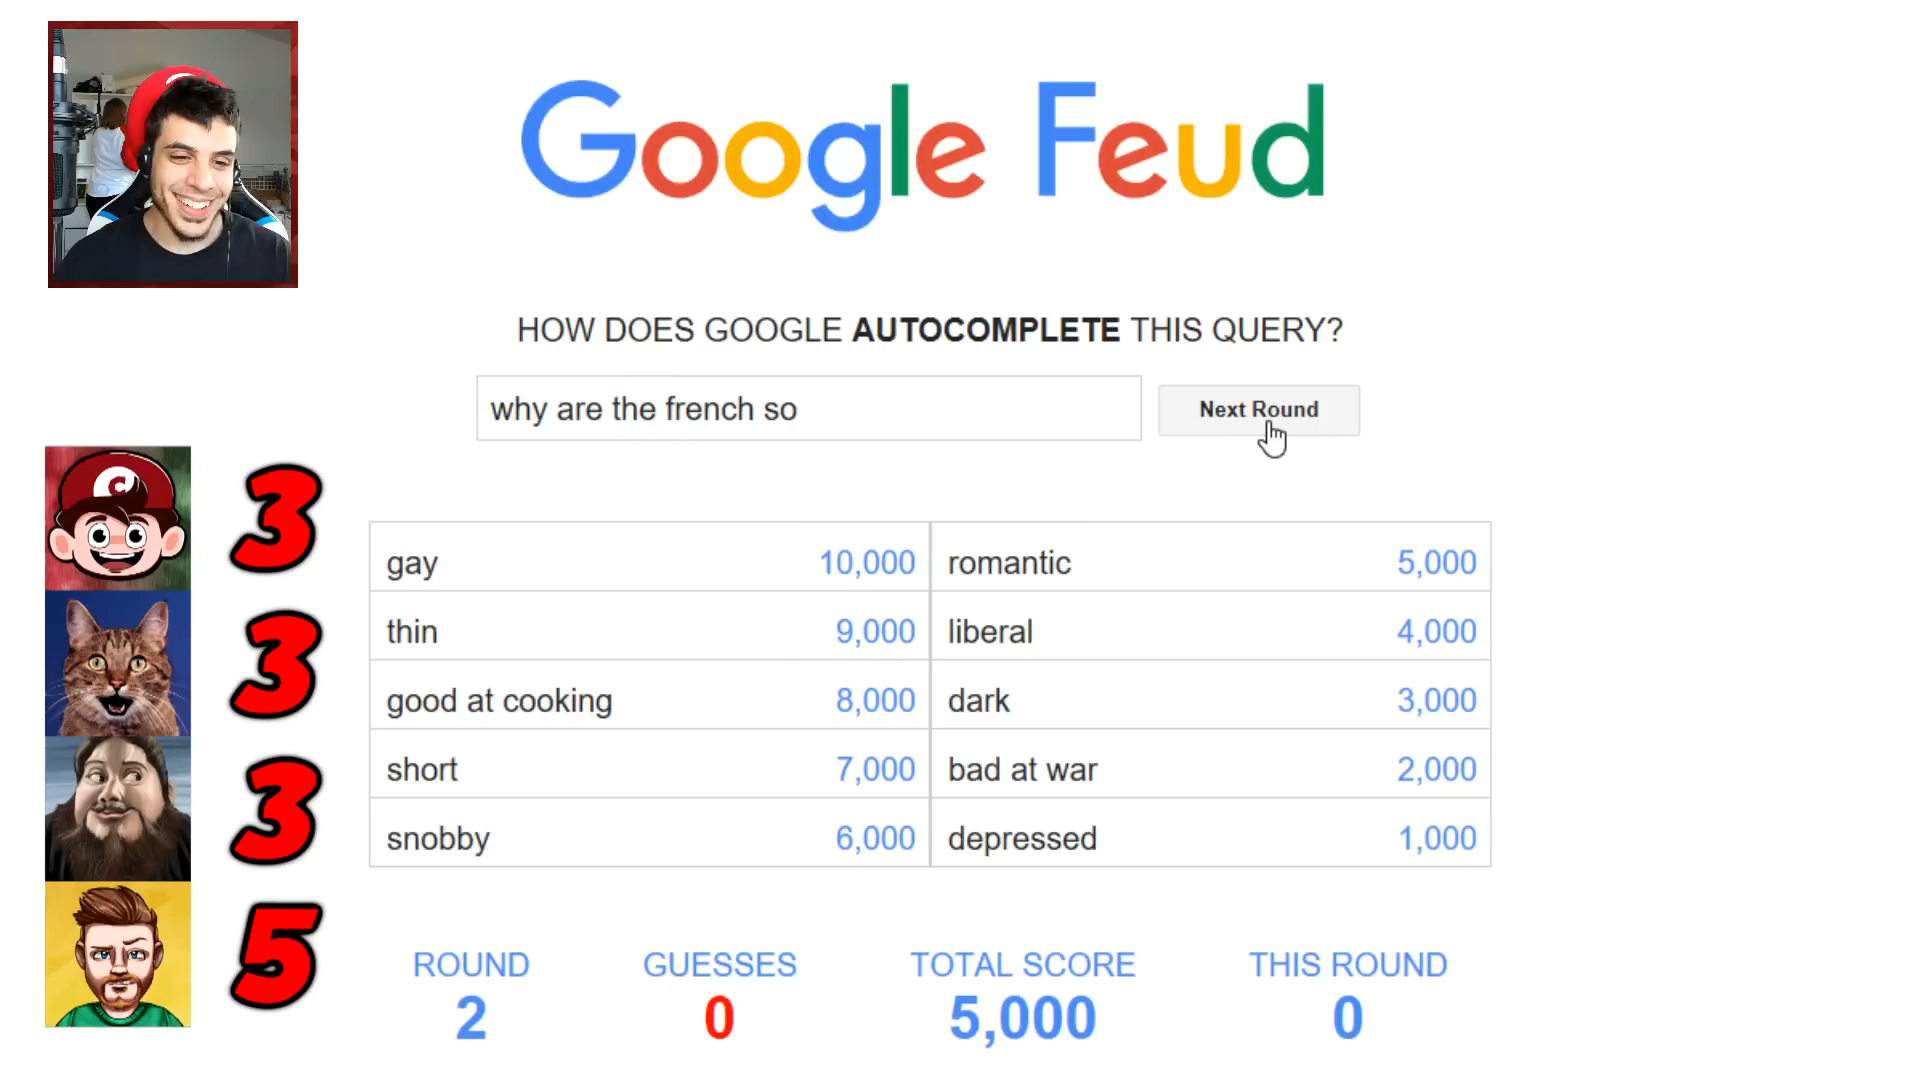 Google Feud
HOW DOES GOOGLE AUTOCOMPLETE THIS QUERY?
why are the french so
Next Round
C
3
3
3
5
gay 10,000
thin 9,000
good at cooking 8,000
short 7,000
snobby 6,000
romantic 5,000
liberal 4,000
dark 3,000
bad at war 2,000
depressed 1,000
ROUND GUESSES TOTAL SCORE THIS ROUND
2 0 5,000 0